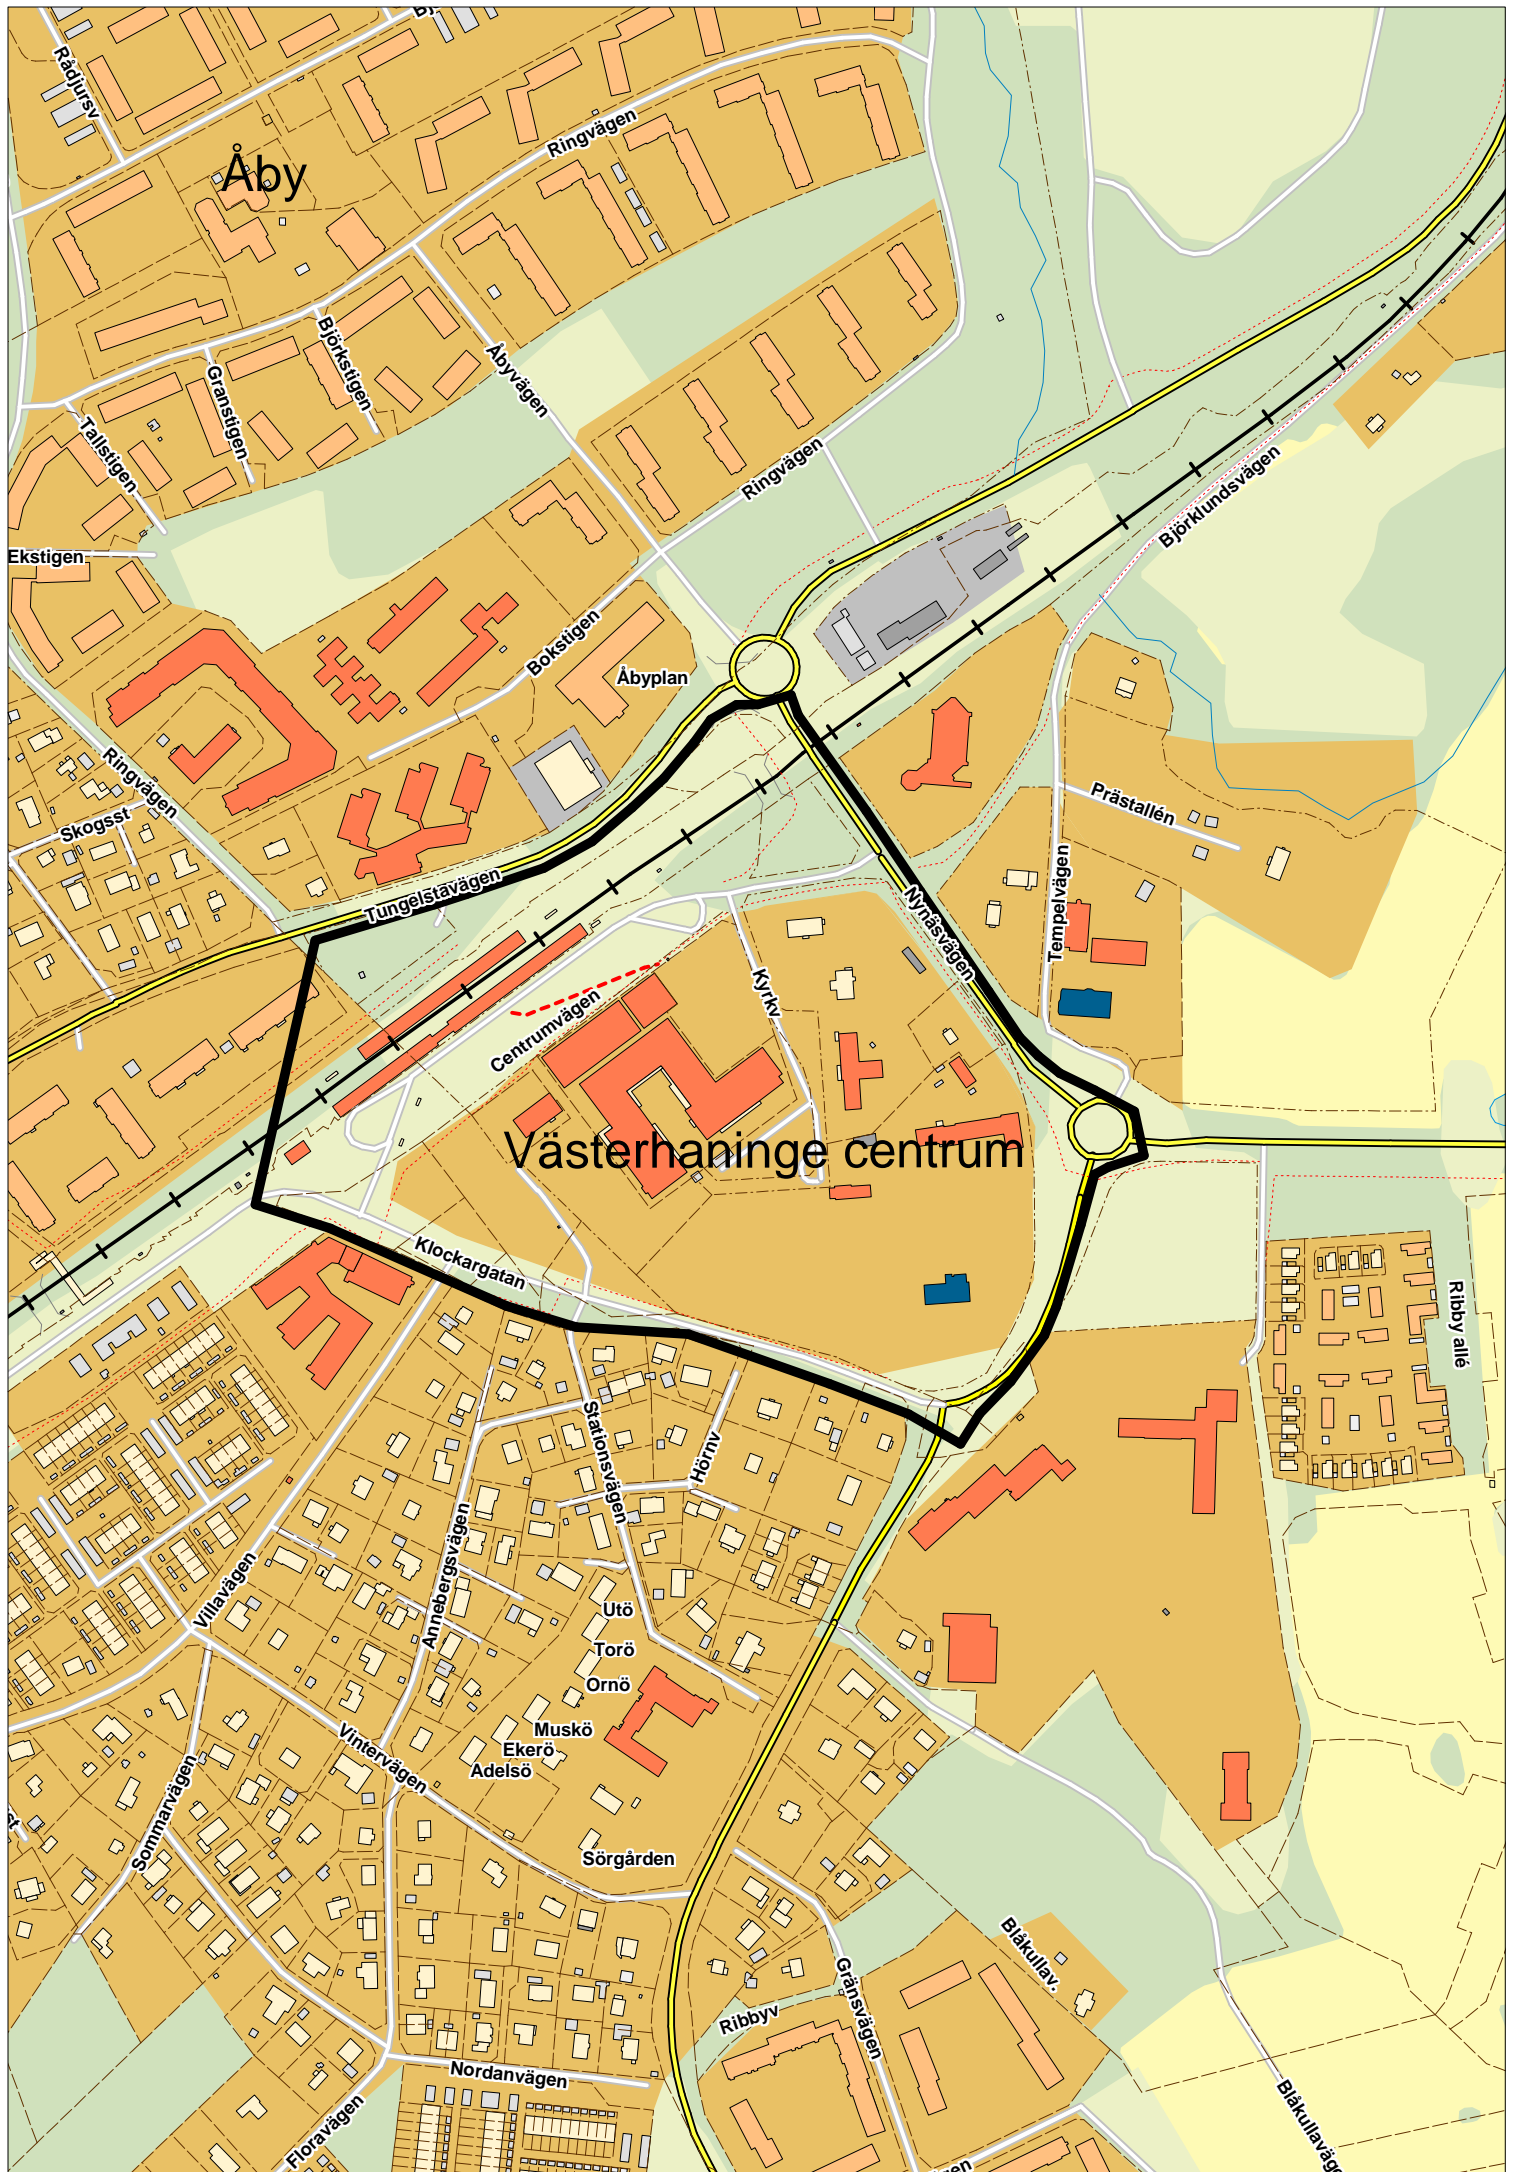 Rådjursv
Åby
Ringvägen
Björkstigen
Åbyvägen
Granstigen
Tallstigen
Ringvägen
Björklundsvägen
Ekstigen
Bokstigen
Åbyplan
Ringvägen
Skogsst
Prästallén
Tungelstavägen
Tempelvägen
Nynäsvägen
Kyrkv
Centrumvägen
Västerhaninge centrum
Klockargatan
Ribby allé
Stationsvägen
Hörnv
Annebergsvägen
Villavägen
Utö
Torö
Ornö
Muskö
Ekerö
Adelsö
Vintervägen
Sommarvägen
Sörgården
Blåkullav.
Gränsvägen
Ribbyv
Nordanvägen
Floravägen
Blåkullaväge